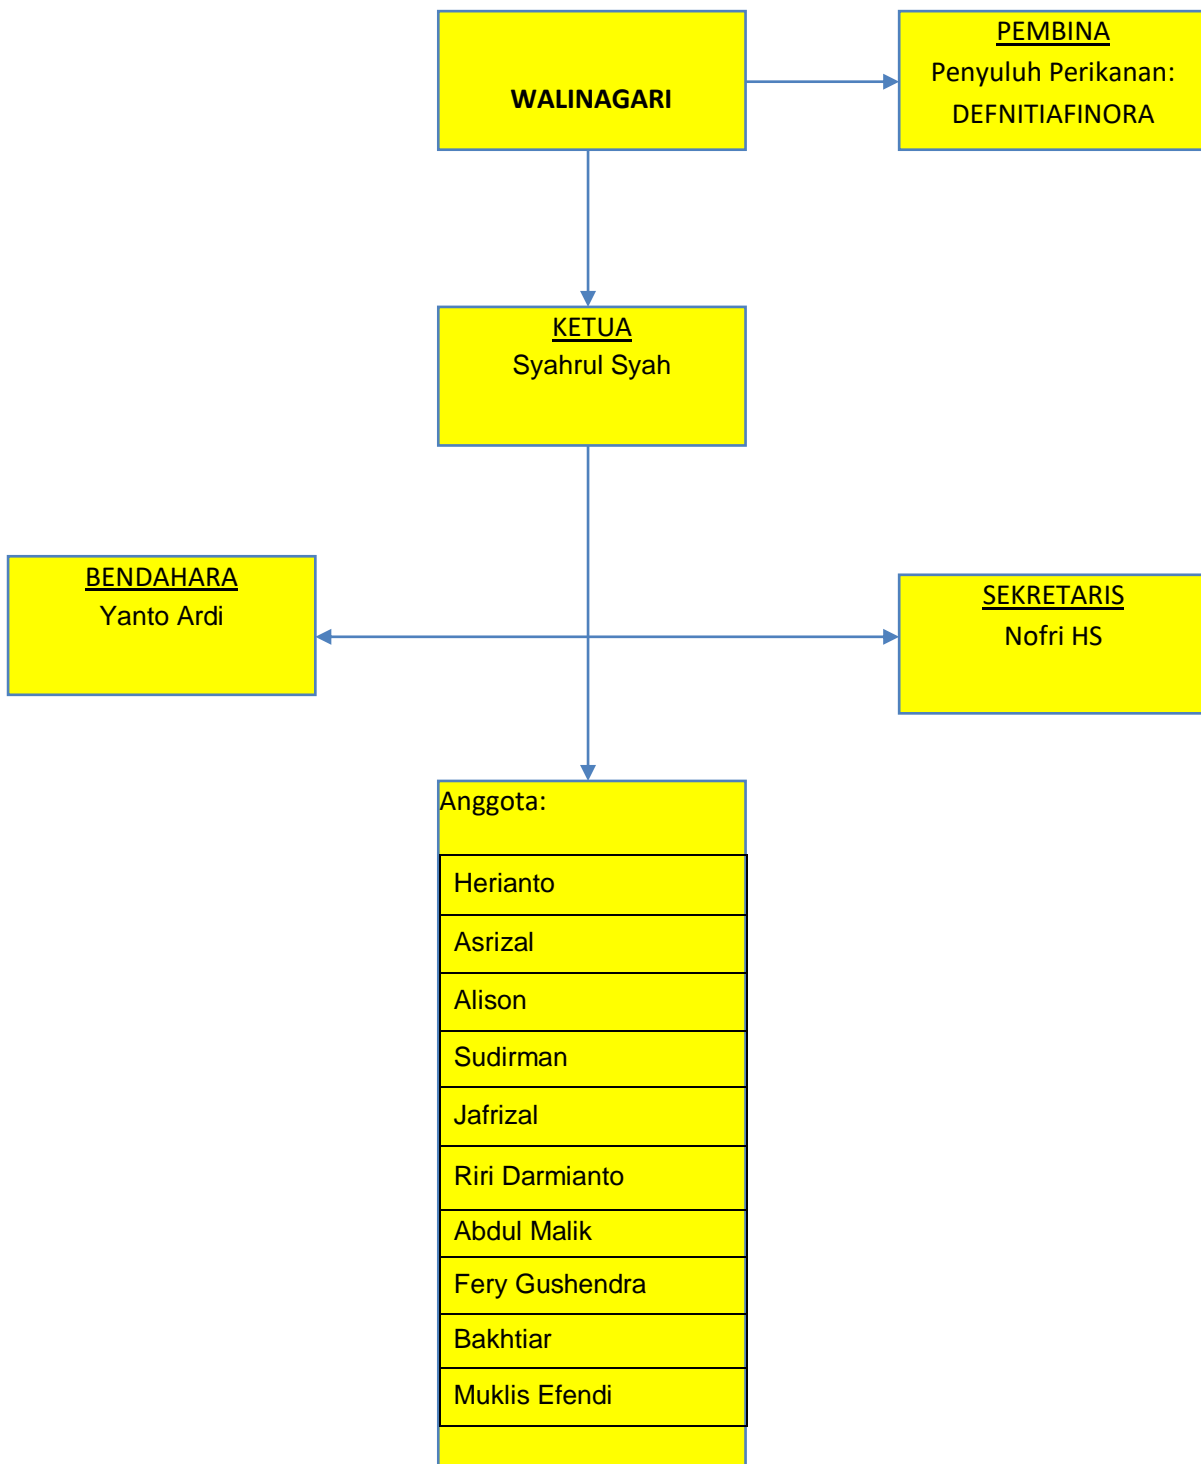 WALINAGARI
PEMBINA
Penyuluh Perikanan:
DEFNITIAFINORA
KETUA
Syahrul Syah
BENDAHARA
Yanto Ardi
SEKRETARIS
Nofri HS
Anggota:
Herianto
Asrizal
Alison
Sudirman
Jafrizal
Riri Darmianto
Abdul Malik
Fery Gushendra
Bakhtiar
Muklis Efendi